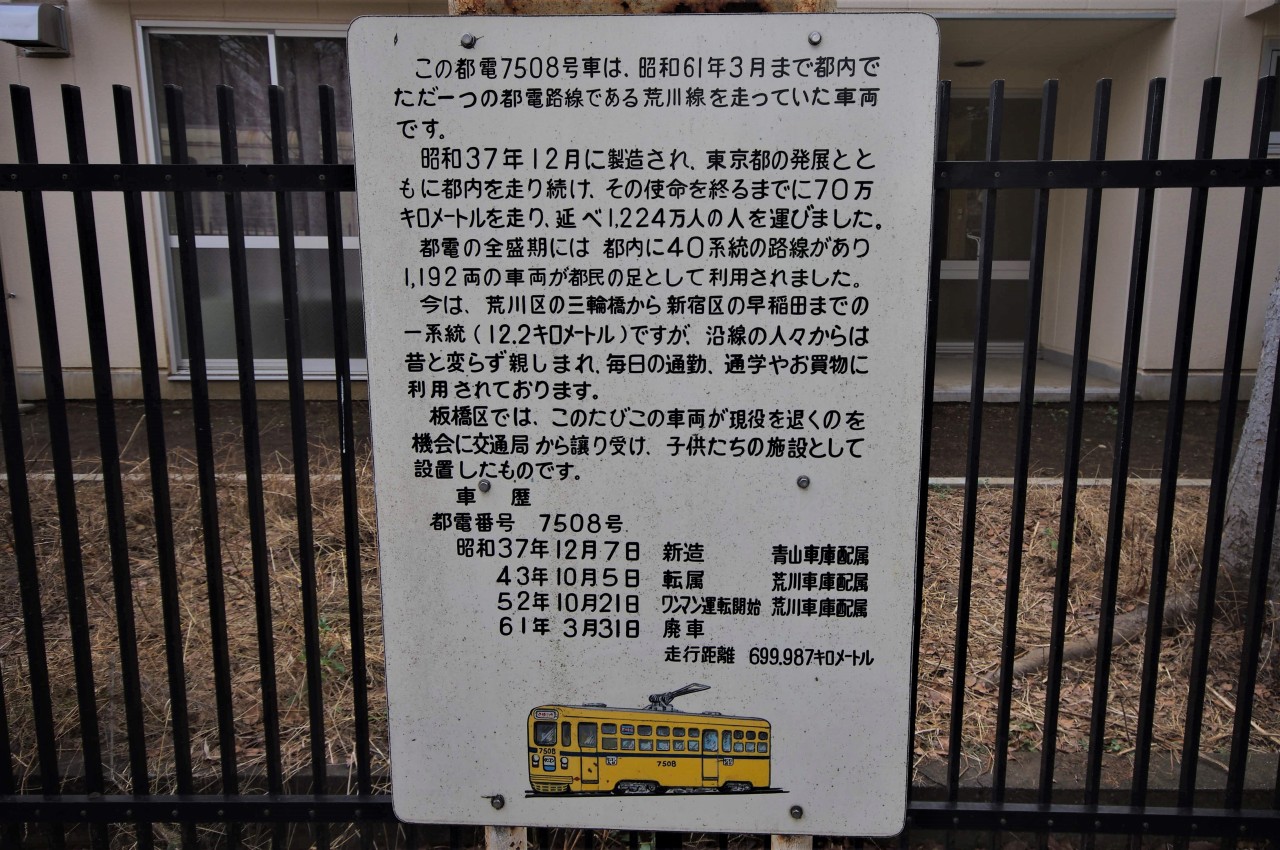 この都電7508号車は、昭和61年3月まで都内で
ただ一つの都電路線である荒川線を走っていた車両
です。
昭和37年12月に製造され、東京都の発展とと
もに都内を走り続け、その使命を終るまでに70万
キロメートルを走り、延べ1,224万人の人を運びました。
都電の全盛期には 都内に40系統の路線があり
1,192両の車両が都民の足として利用されました。
今は、荒川区の三輪橋から新宿区の早稲田までの
一系統(12.2キロメートル)ですが、沿線の人々からは
昔と変らず親しまれ、毎日の通勤、通学やお買物に
利用されております。
板橋区では、このたびこの車両が現役を退くのを
機会に交通局から譲り受け、子供たちの施設として
設置したものです。
車 歴
都電番号 7508号
昭和37年12月7日 新造 青山車庫配属
43年10月5日 転属 荒川車庫配属
52年10月21日 ワンマン運転開始 荒川車庫配属
61年3月31日 廃車
走行距離 699.987キロメートル
7508
7508